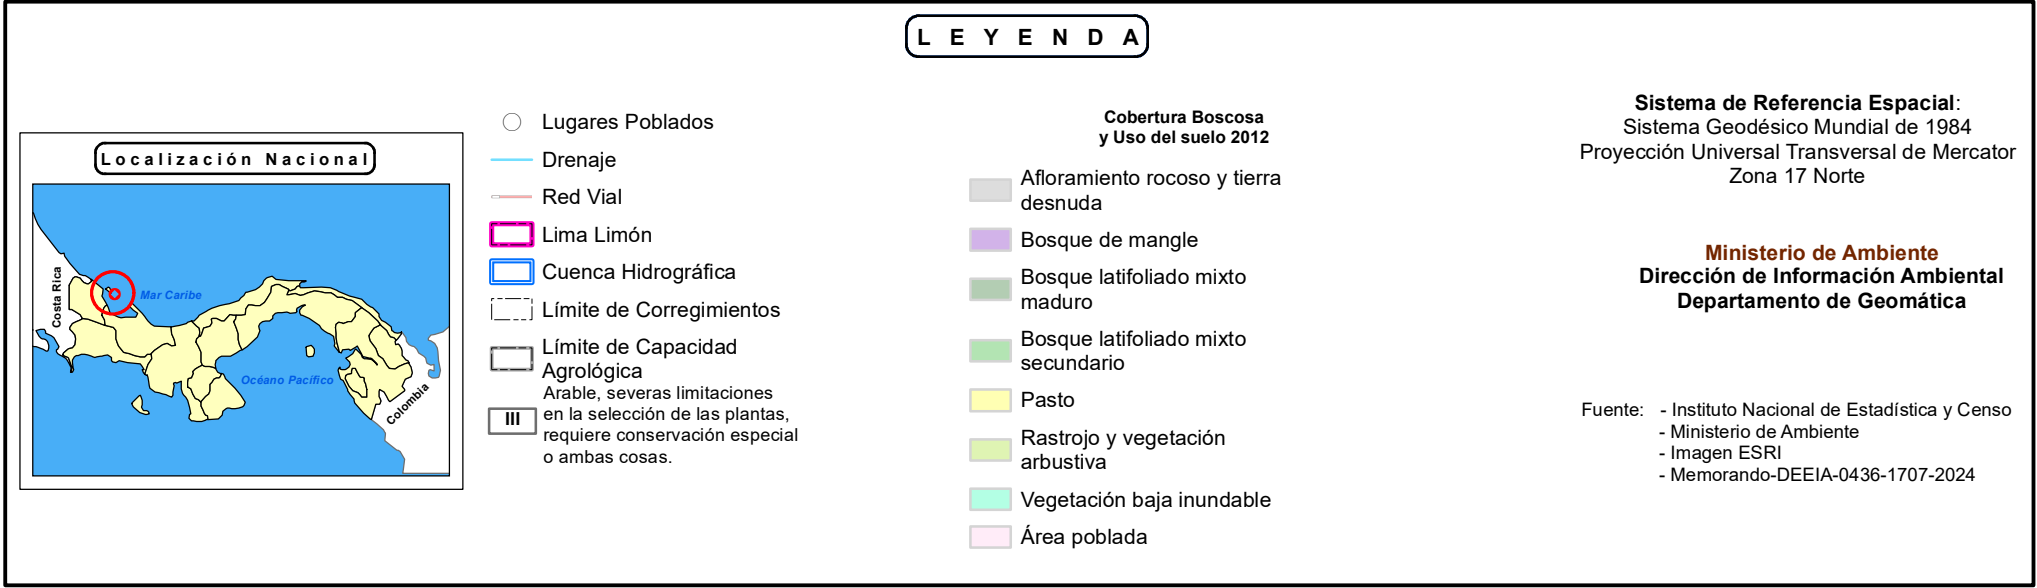 L E Y E N D A
Localización Nacional
Costa Rica
Mar Caribe
Océano Pacífico
Colombia
Lugares Poblados
Drenaje
Red Vial
Lima Limón
Cuenca Hidrográfica
Límite de Corregimientos
Límite de Capacidad
Agrológica
III
Arable, severas limitaciones
en la selección de las plantas,
requiere conservación especial
o ambas cosas.
Cobertura Boscosa
y Uso del suelo 2012
Afloramiento rocoso y tierra
desnuda
Bosque de mangle
Bosque latifoliado mixto
maduro
Bosque latifoliado mixto
secundario
Pasto
Rastrojo y vegetación
arbustiva
Vegetación baja inundable
Área poblada
Sistema de Referencia Espacial:
Sistema Geodésico Mundial de 1984
Proyección Universal Transversal de Mercator
Zona 17 Norte
Ministerio de Ambiente
Dirección de Información Ambiental
Departamento de Geomática
Fuente: - Instituto Nacional de Estadística y Censo
- Ministerio de Ambiente
- Imagen ESRI
- Memorando-DEEIA-0436-1707-2024